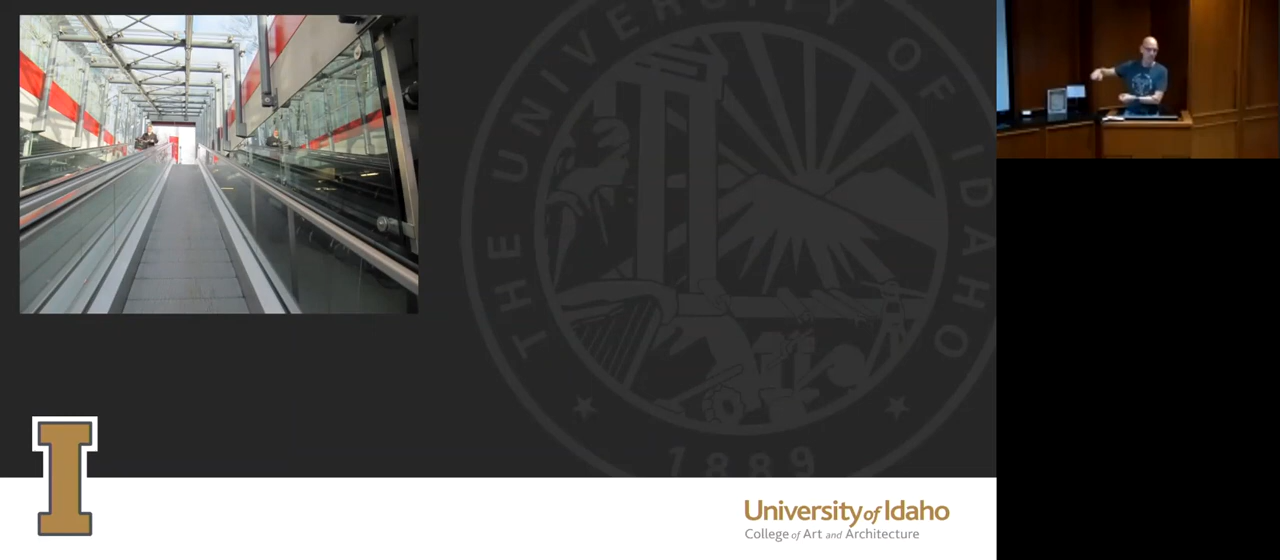 THE UNIVERSITY OF IDAHO
1889
I
University of Idaho
College of Art and Architecture